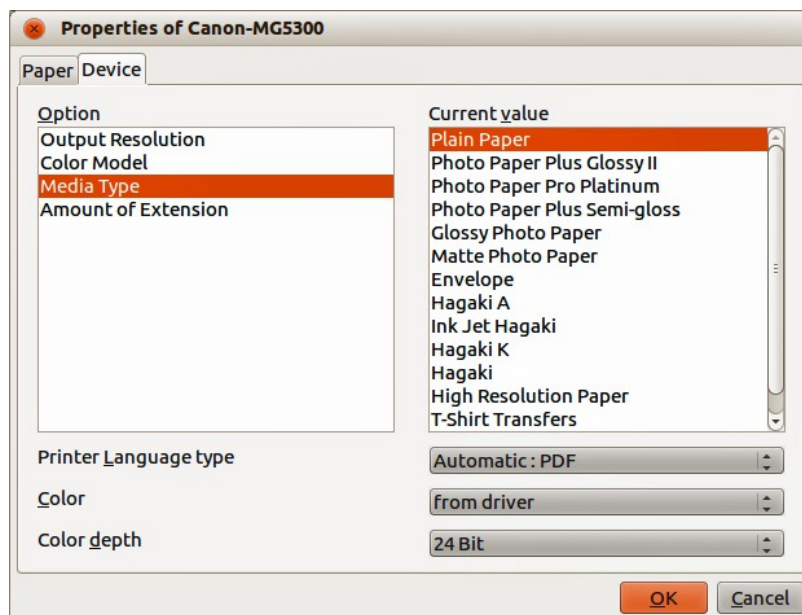 Properties of Canon-MG5300
Paper
Device
Option
Output Resolution
Color Model
Media Type
Amount of Extension
Current value
Plain Paper
Photo Paper Plus Glossy II
Photo Paper Pro Platinum
Photo Paper Plus Semi-gloss
Glossy Photo Paper
Matte Photo Paper
Envelope
Hagaki A
Ink Jet Hagaki
Hagaki K
Hagaki
High Resolution Paper
T-Shirt Transfers
Printer Language type
Automatic : PDF
Color
from driver
Color depth
24 Bit
OK
Cancel